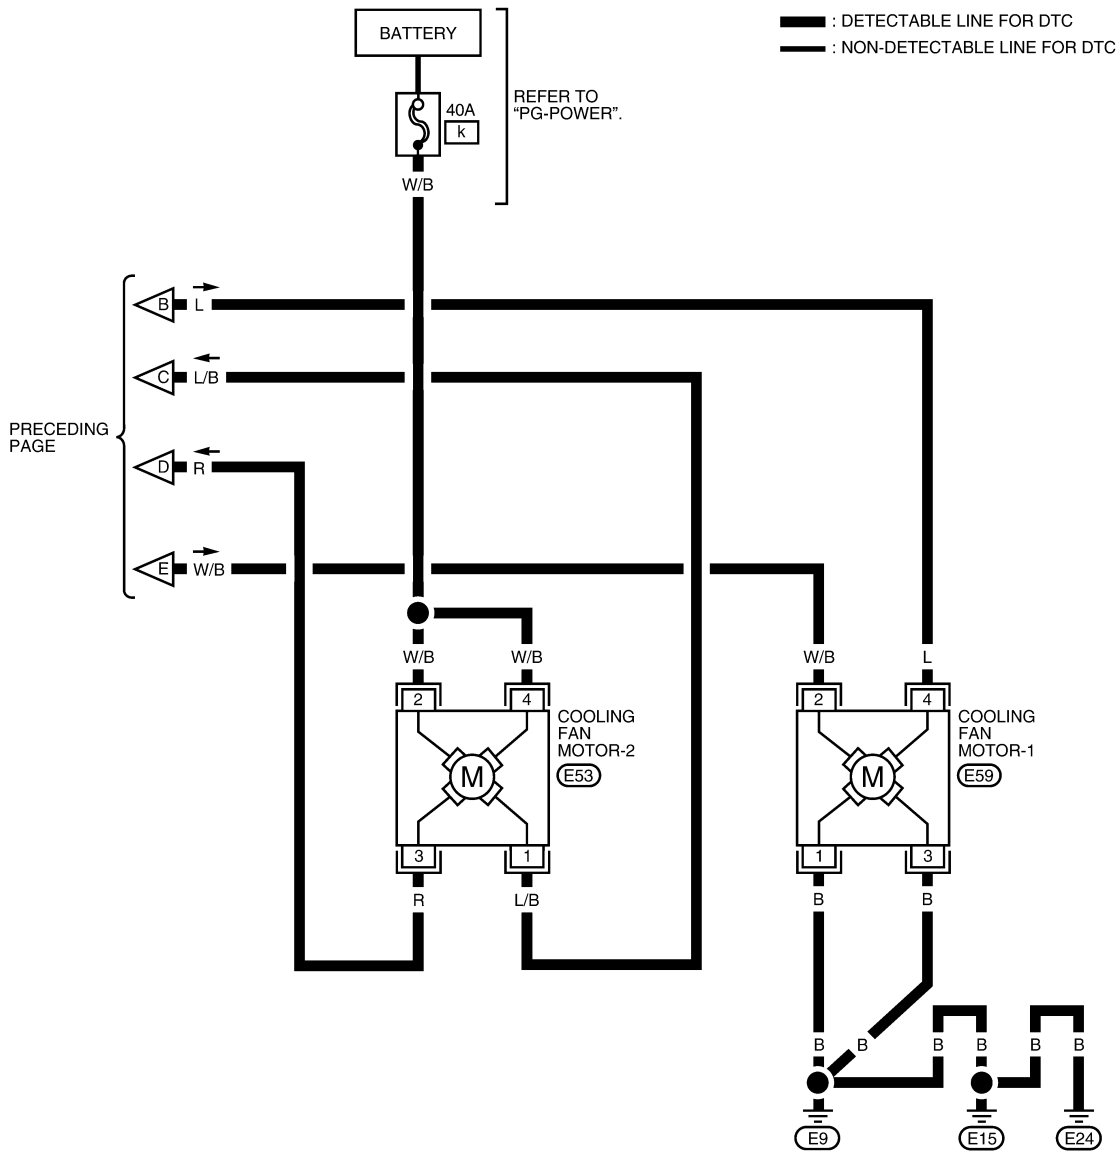 BATTERY
: DETECTABLE LINE FOR DTC
: NON-DETECTABLE LINE FOR DTC
40A
k
REFER TO
“PG-POWER”.
W/B
B
L
C
L/B
PRECEDING
PAGE
D
R
E
W/B
W/B
W/B
W/B
L
2
4
2
4
COOLING
FAN
MOTOR-2
E53
M
COOLING
FAN
MOTOR-1
E59
M
3
1
1
3
R
L/B
B
B
B
B
B
B
B
B
E9
E15
E24